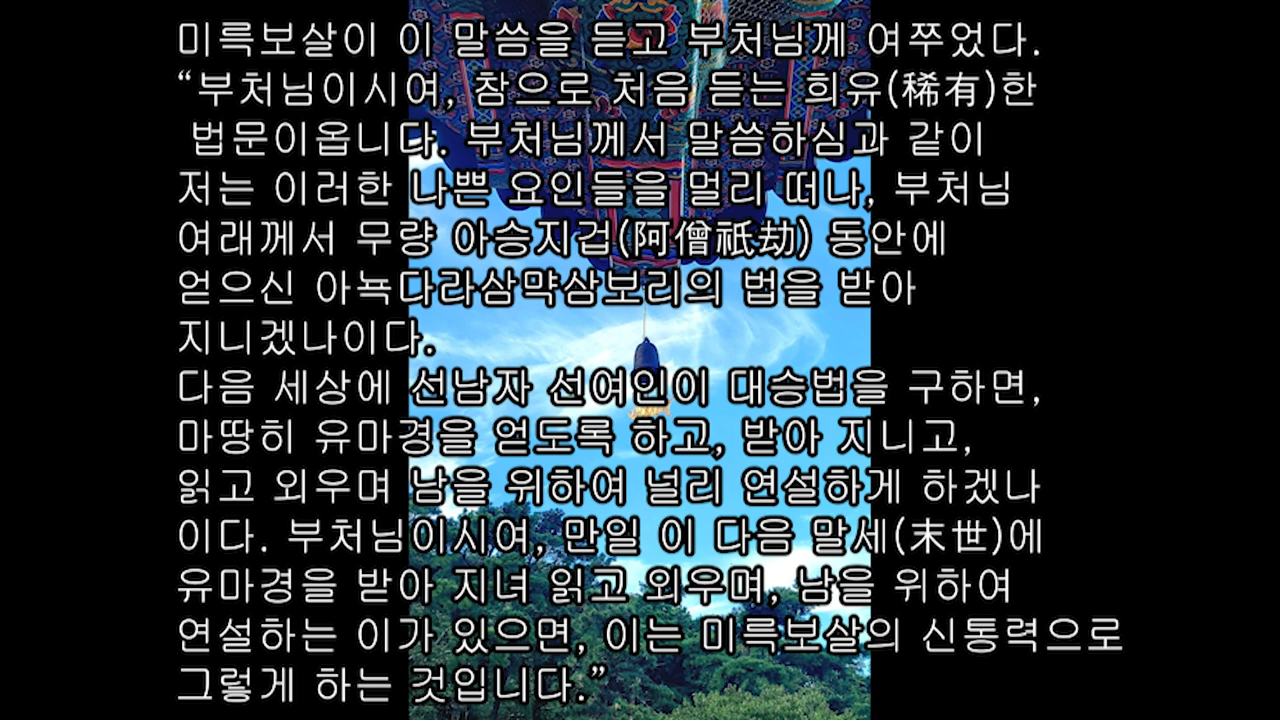 미륵보살이 이 말씀을 듣고 부처님께 여쭈었다.
“부처님이시여, 참으로 처음 듣는 희유(稀有)한
법문이옵니다. 부처님께서 말씀하심과 같이
저는 이러한 나쁜 요인들을 멀리 떠나, 부처님
여래께서 무량 아승지겁(阿僧祇劫) 동안에
얻으신 아뇩다라삼먁삼보리의 법을 받아
지니겠나이다.
다음 세상에 선남자 선여인이 대승법을 구하면,
마땅히 유마경을 얻도록 하고, 받아 지니고,
읽고 외우며 남을 위하여 널리 연설하게 하겠나
이다. 부처님이시여, 만일 이 다음 말세(末世)에
유마경을 받아 지녀 읽고 외우며, 남을 위하여
연설하는 이가 있으면, 이는 미륵보살의 신통력으로
그렇게 하는 것입니다.”